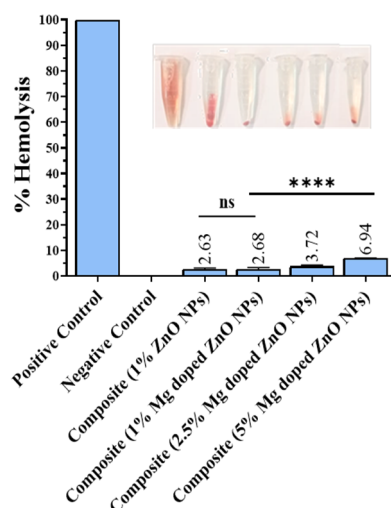 100
90
80
70
60
50
40
30
20
10
0
% Hemolysis
ns
****
2.63
2.68
3.72
6.94
Positive Control
Negative Control
Composite (1% ZnO NPs)
Composite (1% Mg doped ZnO NPs)
Composite (2.5% Mg doped ZnO NPs)
Composite (5% Mg doped ZnO NPs)